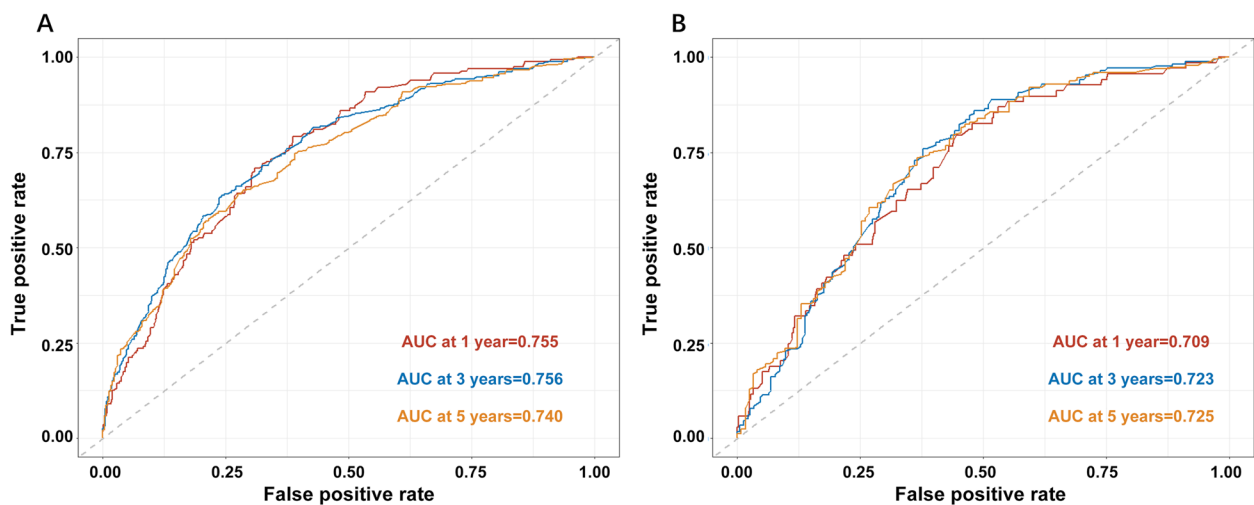 A
1.00
0.75
0.50
0.25
0.00
True positive rate
AUC at 1 year=0.755
AUC at 3 years=0.756
AUC at 5 years=0.740
0.00 0.25 0.50 0.75 1.00
False positive rate
B
1.00
0.75
0.50
0.25
0.00
True positive rate
AUC at 1 year=0.709
AUC at 3 years=0.723
AUC at 5 years=0.725
0.00 0.25 0.50 0.75 1.00
False positive rate